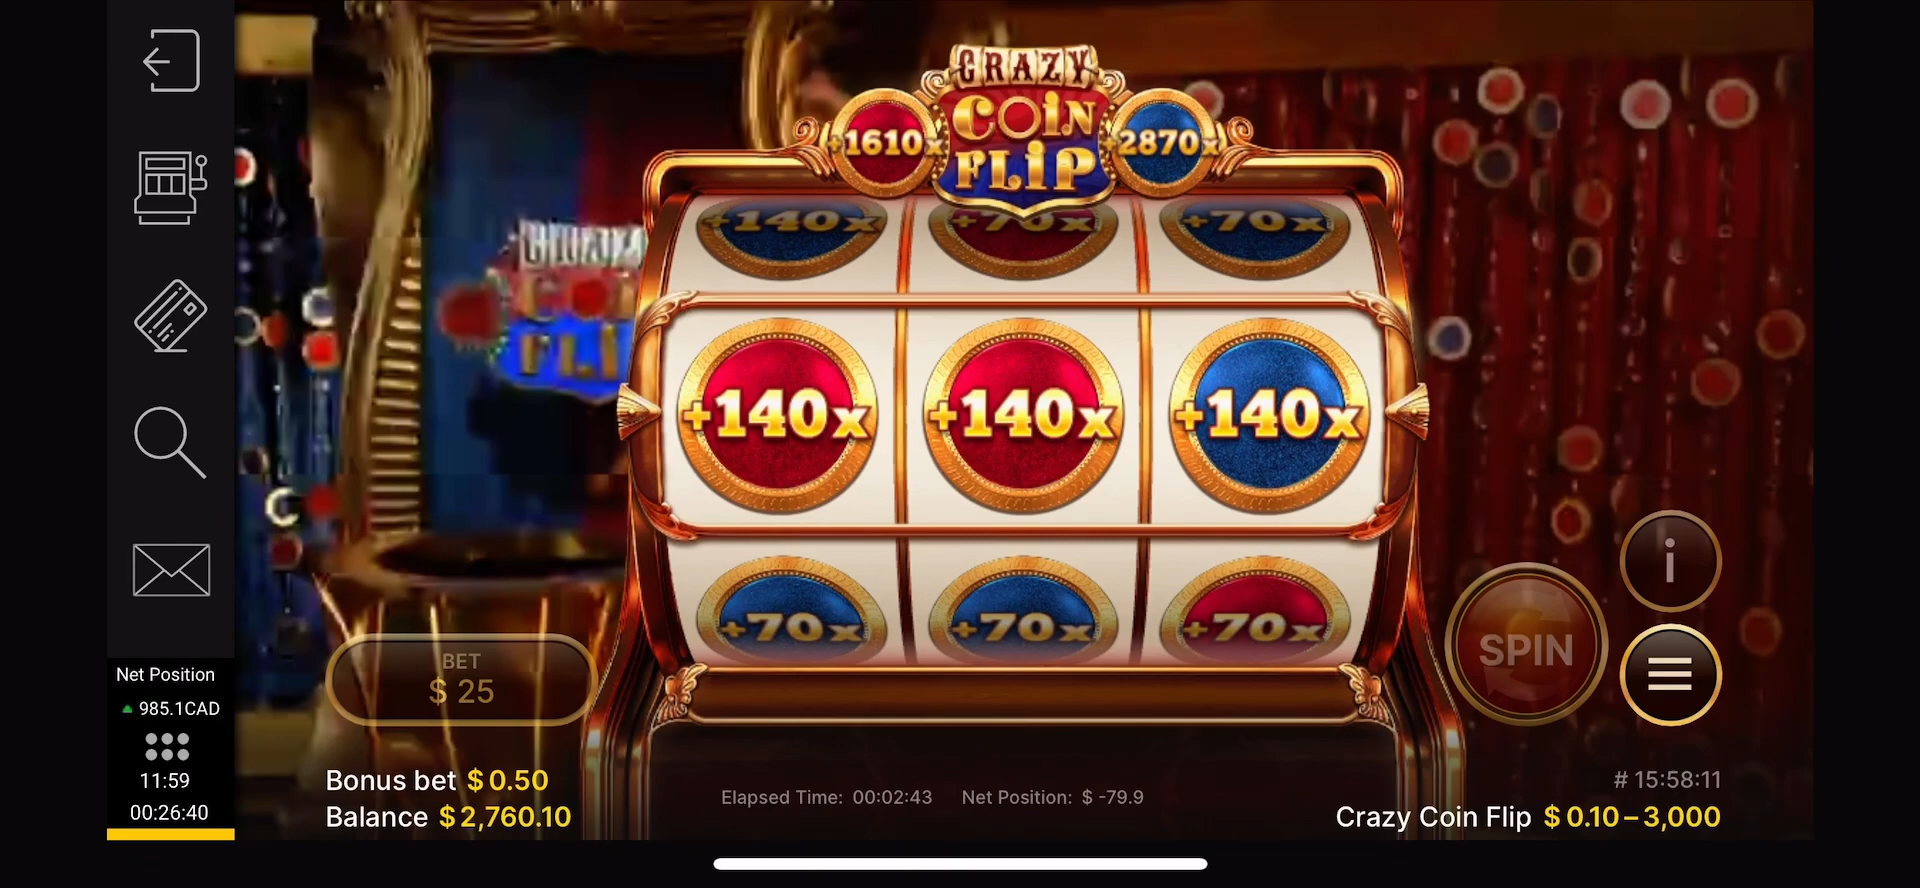 CRAZY
COIN
FLIP
+1610x
+2870x
+140x
+70x
+70x
+140x
+140x
+140x
+70x
+70x
+70x
FLI
BET
$ 25
SPIN
i
Net Position
985.1CAD
11:59
00:26:40
Bonus bet $ 0.50
Balance $ 2,760.10
Elapsed Time: 00:02:43 Net Position: $ -79.9
# 15:58:11
Crazy Coin Flip $ 0.10 – 3,000